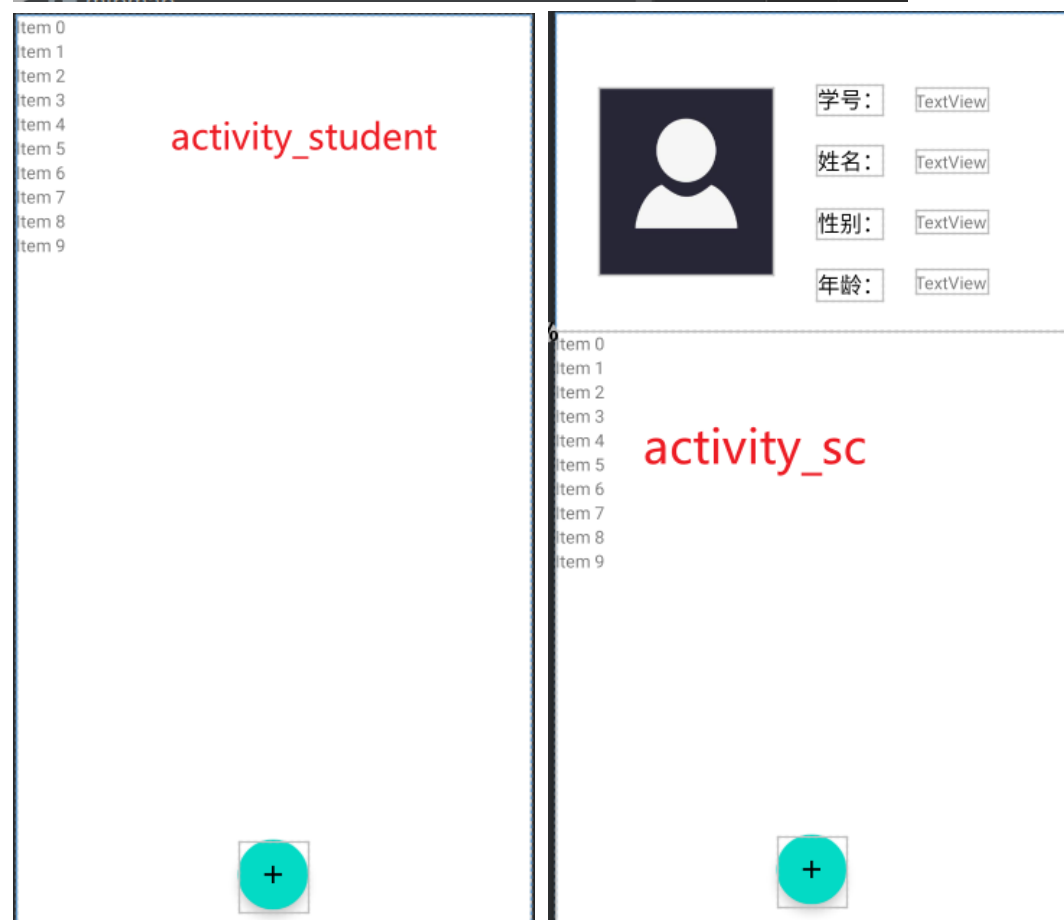 Item 0
Item 1
Item 2
Item 3
Item 4
Item 5
Item 6
Item 7
Item 8
Item 9
activity_student
+
学号：
TextView
姓名：
TextView
性别：
TextView
年龄：
TextView
Item 0
Item 1
Item 2
Item 3
Item 4
Item 5
Item 6
Item 7
Item 8
Item 9
activity_sc
+